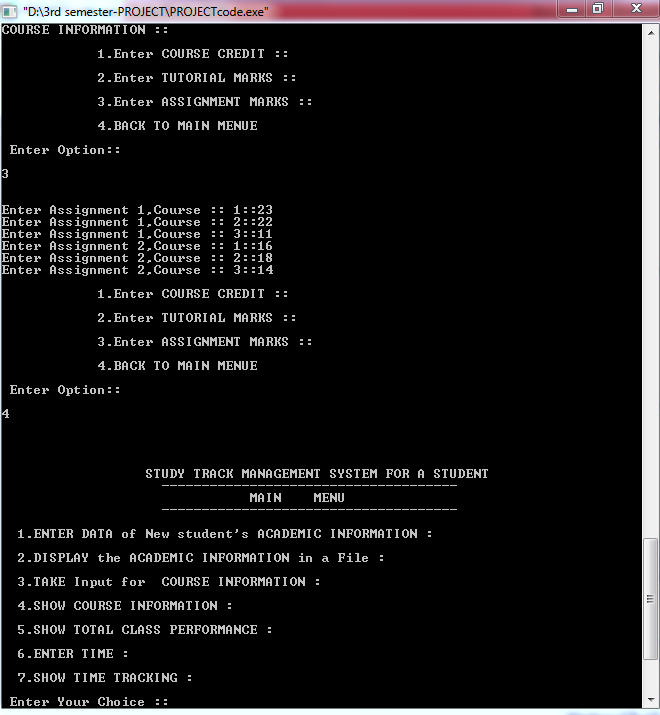 "D:\3rd semester-PROJECT\PROJECTcode.exe"
COURSE INFORMATION ::
1.Enter COURSE CREDIT ::
2.Enter TUTORIAL MARKS ::
3.Enter ASSIGNMENT MARKS ::
4.BACK TO MAIN MENUE
Enter Option::
3
Enter Assignment 1,Course :: 1::23
Enter Assignment 1,Course :: 2::22
Enter Assignment 1,Course :: 3::11
Enter Assignment 2,Course :: 1::16
Enter Assignment 2,Course :: 2::18
Enter Assignment 2,Course :: 3::14
1.Enter COURSE CREDIT ::
2.Enter TUTORIAL MARKS ::
3.Enter ASSIGNMENT MARKS ::
4.BACK TO MAIN MENUE
Enter Option::
4
STUDY TRACK MANAGEMENT SYSTEM FOR A STUDENT
MAIN    MENU
1.ENTER DATA of New student's ACADEMIC INFORMATION :
2.DISPLAY the ACADEMIC INFORMATION in a File :
3.TAKE Input for  COURSE INFORMATION :
4.SHOW COURSE INFORMATION :
5.SHOW TOTAL CLASS PERFORMANCE :
6.ENTER TIME :
7.SHOW TIME TRACKING :
Enter Your Choice ::